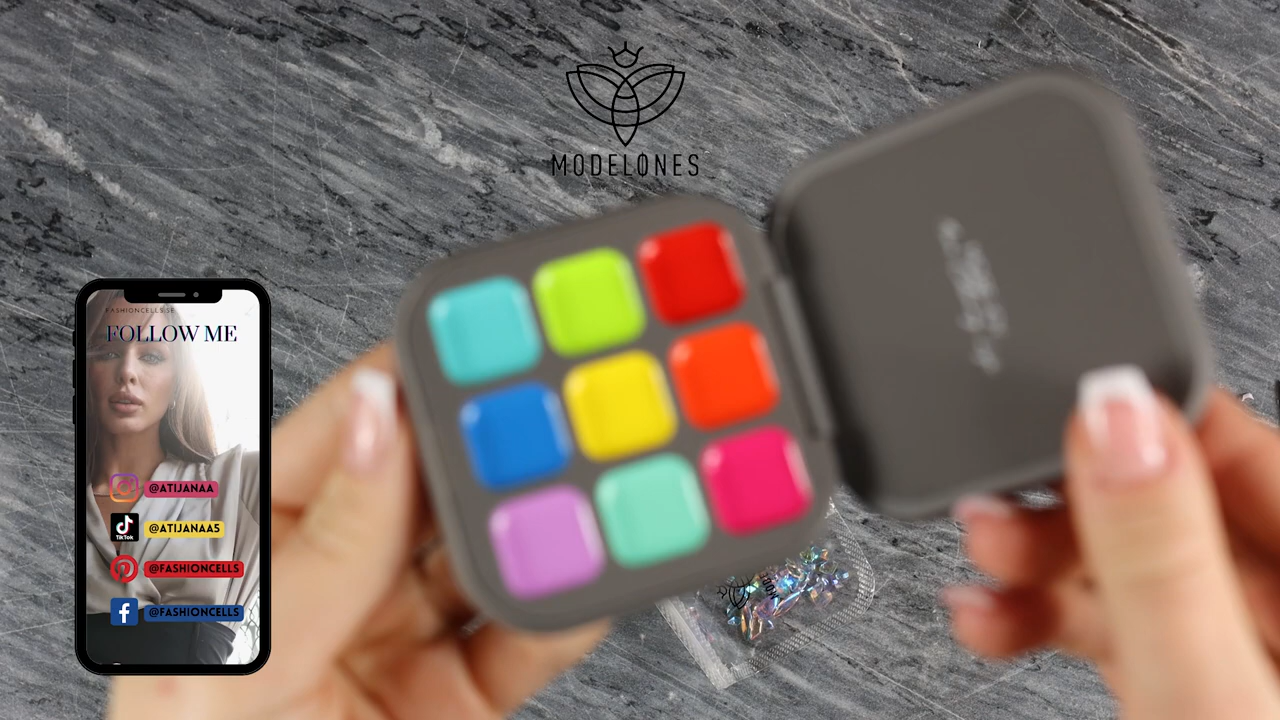 MODELONES
FASHIONCELLS.SE
FOLLOW ME
@ATIJANAA
TikTok
@ATIJANAA5
@FASHIONCELLS
@FASHIONCELLS